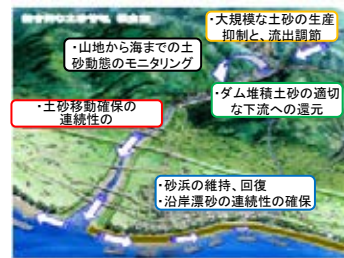 ・大規模な土砂の生産
抑制と、流出調節
・山地から海までの土
砂動態のモニタリング
・ダム堆積土砂の適切
な下流への還元
・土砂移動確保の
連続性の
・砂浜の維持、回復
・沿岸漂砂の連続性の確保